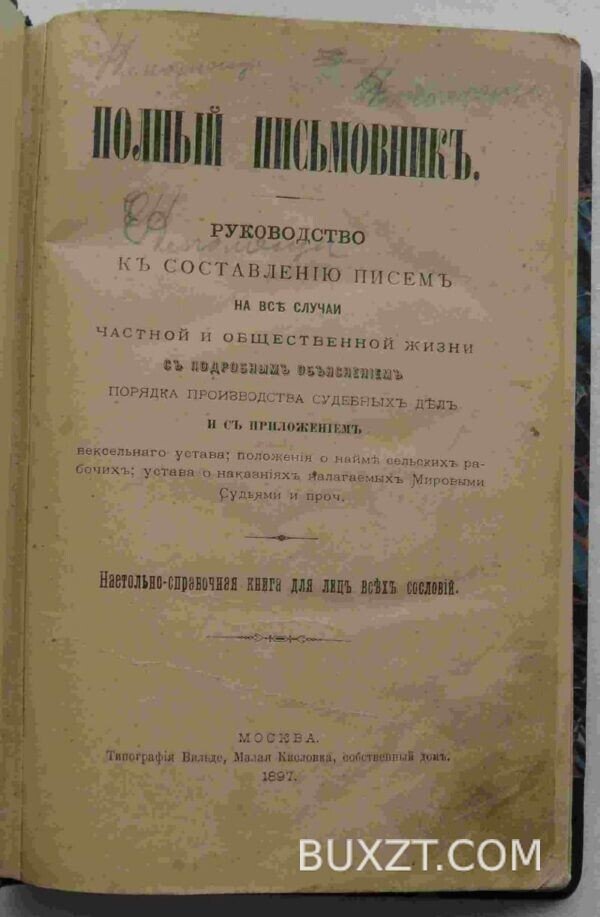 ПОЛНЫЙ ПИСЬМОВНИКЪ.
РУКОВОДСТВО
КЪ СОСТАВЛЕНІЮ ПИСЕМЪ
НА ВСѢ СЛУЧАИ
ЧАСТНОЙ И ОБЩЕСТВЕННОЙ ЖИЗНИ
СЪ ПОДРОБНЫМЪ ОБЪЯСНЕНІЕМЪ
ПОРЯДКА ПРОИЗВОДСТВА СУДЕБНЫХЪ ДѢЛЪ
И СЪ ПРИЛОЖЕНІЕМЪ
вексельнаго устава; положенія о наймѣ сельскихъ ра-
бочихъ; устава о наказніяхъ налагаемыхъ Мировыми
Судьями и проч.
Настольно-справочная книга для лицъ всѣхъ сословій.
МОСКВА.
Типографія Вильде, Малая Кисловка, собственный домъ.
1897.
BUXZT.COM